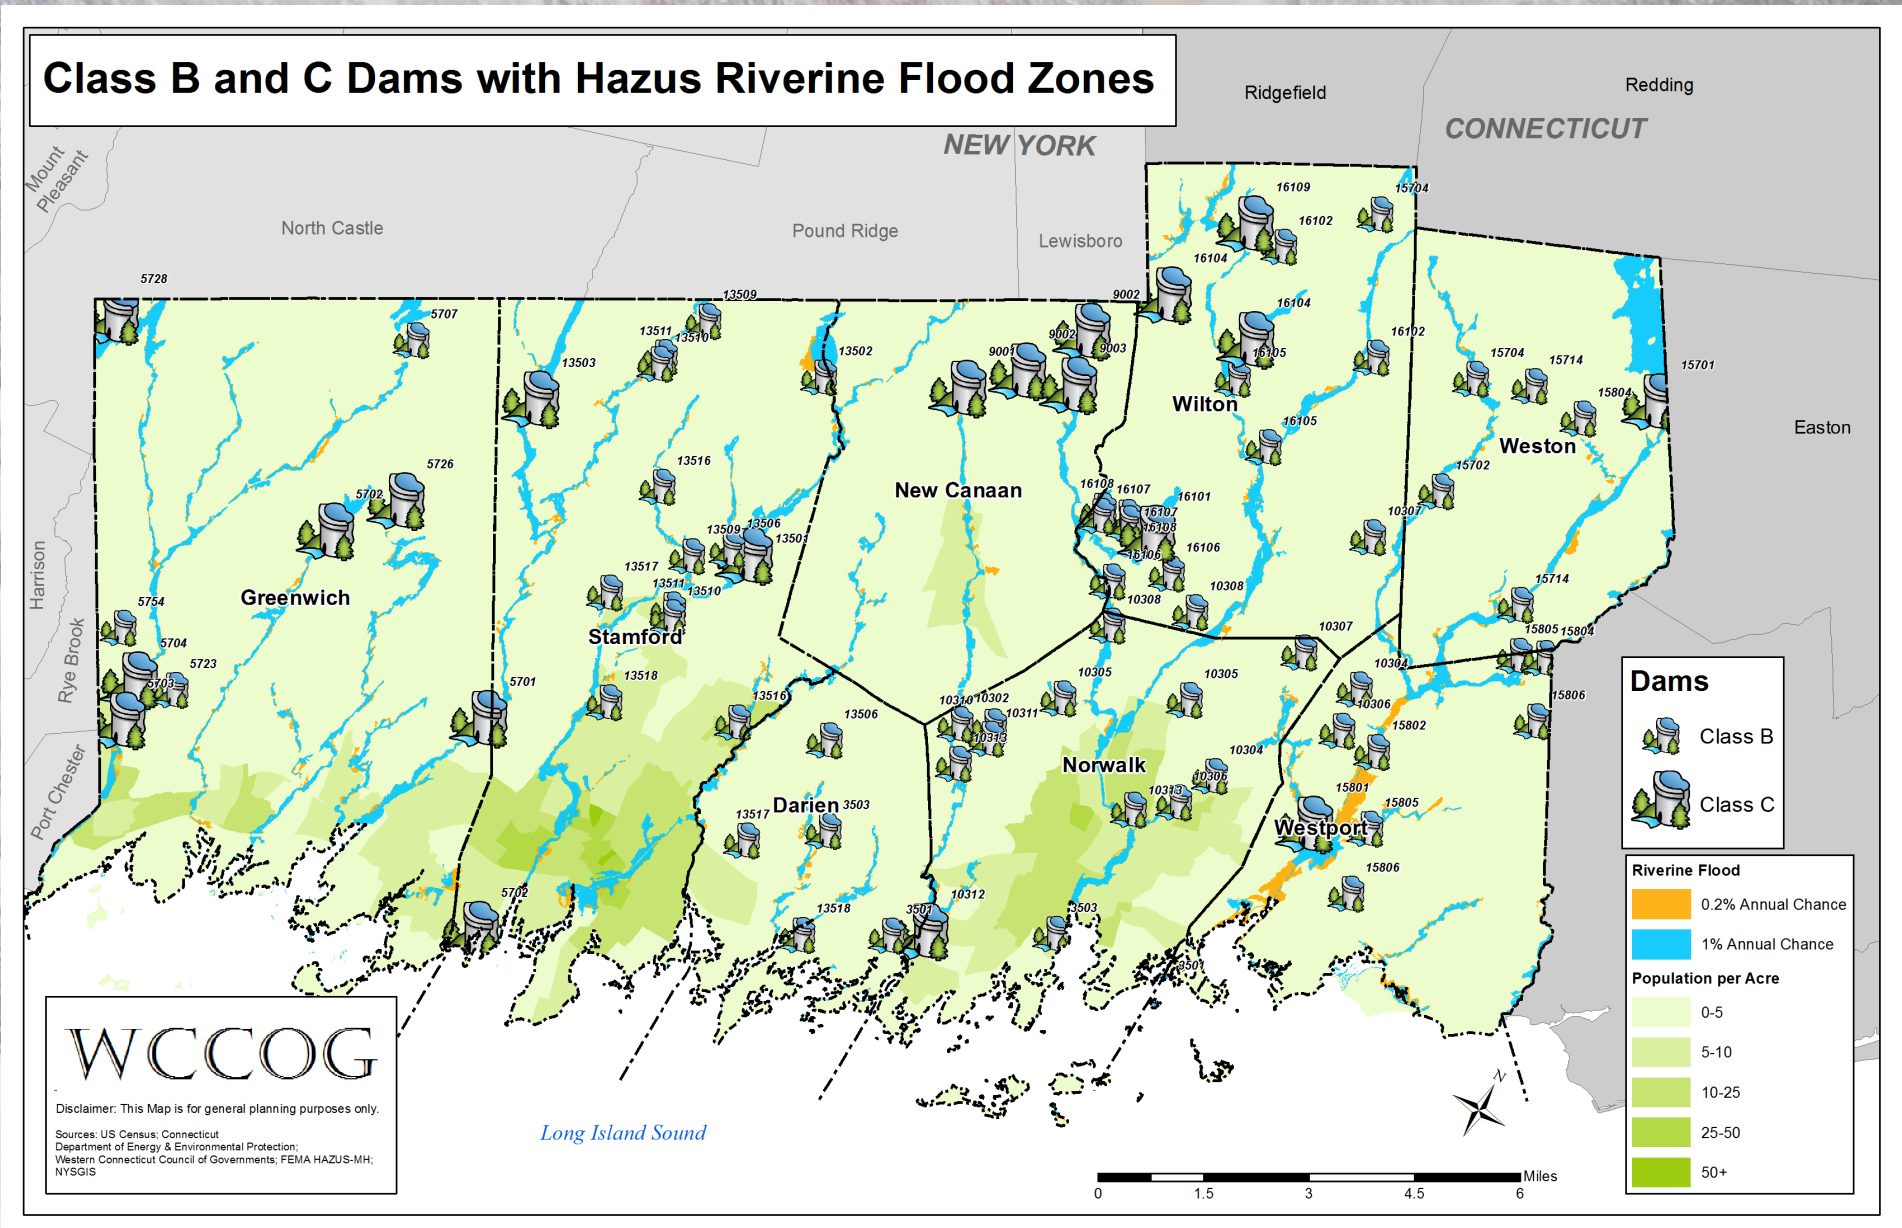 Class B and C Dams with Hazus Riverine Flood Zones
Ridgefield
Redding
CONNECTICUT
NEW YORK
Mount
Pleasant
North Castle
Pound Ridge
Lewisboro
16109
15704
16102
16104
5728
5707
13509
9002
16104
13511
13510
13502
9002
9001
9003
13503
16105
16102
15704
15714
15701
15804
Wilton
16105
Easton
Weston
5726
5702
13516
New Canaan
16108
16107
16101
15702
16107
16108
10307
13509
13506
13501
16106
16106
Harrison
Greenwich
13517
13511
13510
5754
10308
10308
15714
Stamford
10307
15805
15804
Rye Brook
5704
5723
5703
13518
5701
13516
10305
10305
10304
15806
13506
10310
10302
10311
10313
10306
15802
10304
Norwalk
10306
Port Chester
13517
Darien
3503
10313
15801
15805
Westport
15806
5702
13518
3501
10312
3503
3501
Dams
Class B
Class C
Riverine Flood
0.2% Annual Chance
1% Annual Chance
Population per Acre
0-5
5-10
10-25
25-50
50+
WCCOG
Disclaimer: This Map is for general planning purposes only.
Sources: US Census; Connecticut
Department of Energy & Environmental Protection;
Western Connecticut Council of Governments; FEMA HAZUS-MH;
NYSGIS
Long Island Sound
N
Miles
0 1.5 3 4.5 6